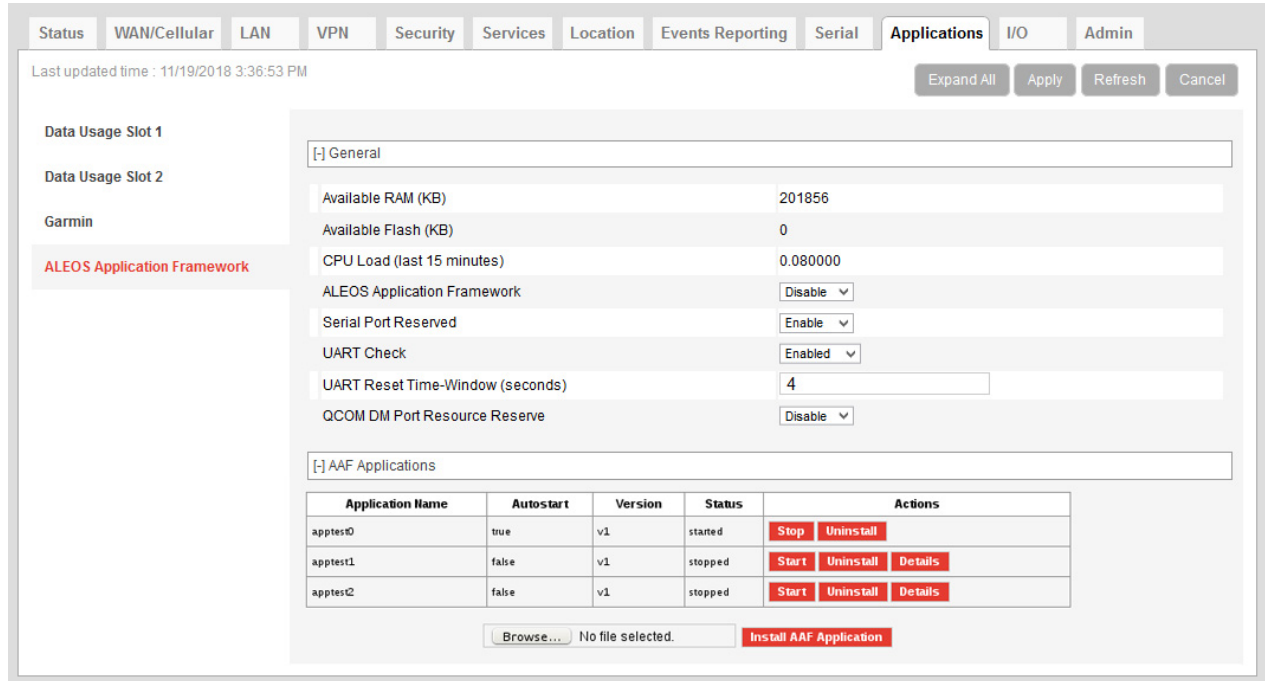 Status WAN/Cellular LAN VPN Security Services Location Events Reporting Serial Applications I/O Admin
Last updated time : 11/19/2018 3:36:53 PM
Expand All Apply Refresh Cancel
Data Usage Slot 1
Data Usage Slot 2
Garmin
ALEOS Application Framework
[-] General
Available RAM (KB) 201856
Available Flash (KB) 0
CPU Load (last 15 minutes) 0.080000
ALEOS Application Framework Disable
Serial Port Reserved Enable
UART Check Enabled
UART Reset Time-Window (seconds) 4
QCOM DM Port Resource Reserve Disable
[-] AAF Applications
Application Name Autostart Version Status Actions
apptest0 true v1 started Stop Uninstall
apptest1 false v1 stopped Start Uninstall Details
apptest2 false v1 stopped Start Uninstall Details
Browse... No file selected. Install AAF Application